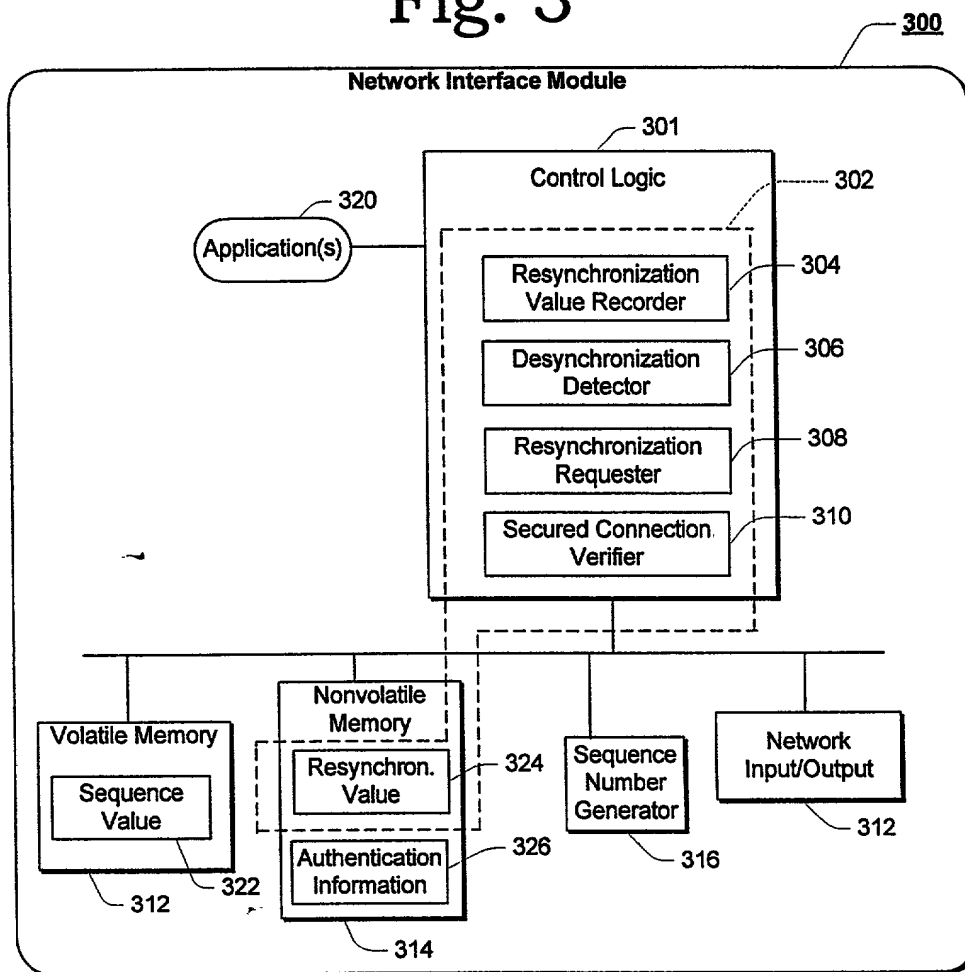 Fig. 3
300
Network Interface Module
301
Control Logic
302
320
Application(s)
Resynchronization
Value Recorder
304
Desynchronization
Detector
306
Resynchronization
Requester
308
Secured Connection
Verifier
310
Volatile Memory
Sequence
Value
322
312
Nonvolatile
Memory
Resynchron.
Value
324
Authentication
Information
326
314
Sequence
Number
Generator
316
Network
Input/Output
312